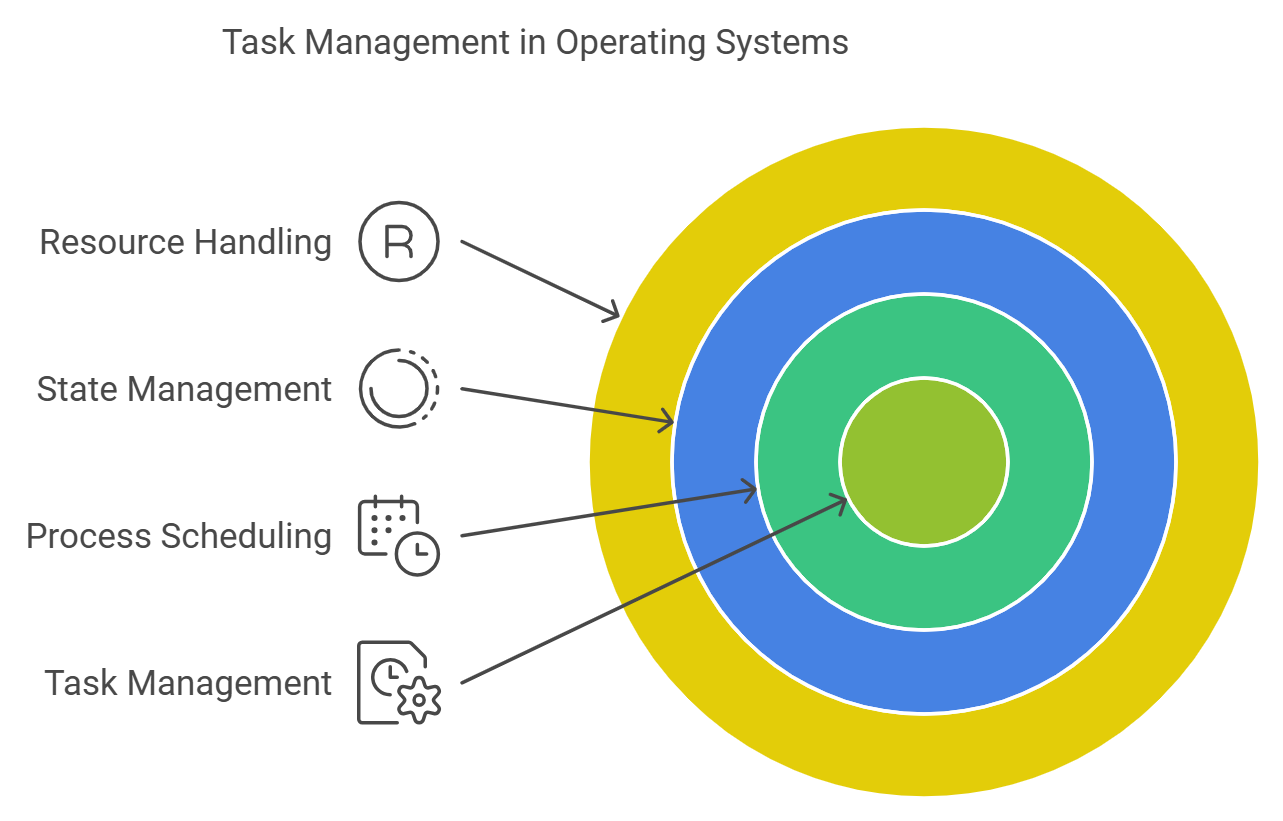 Task Management in Operating Systems
Resource Handling
R
State Management
Process Scheduling
Task Management